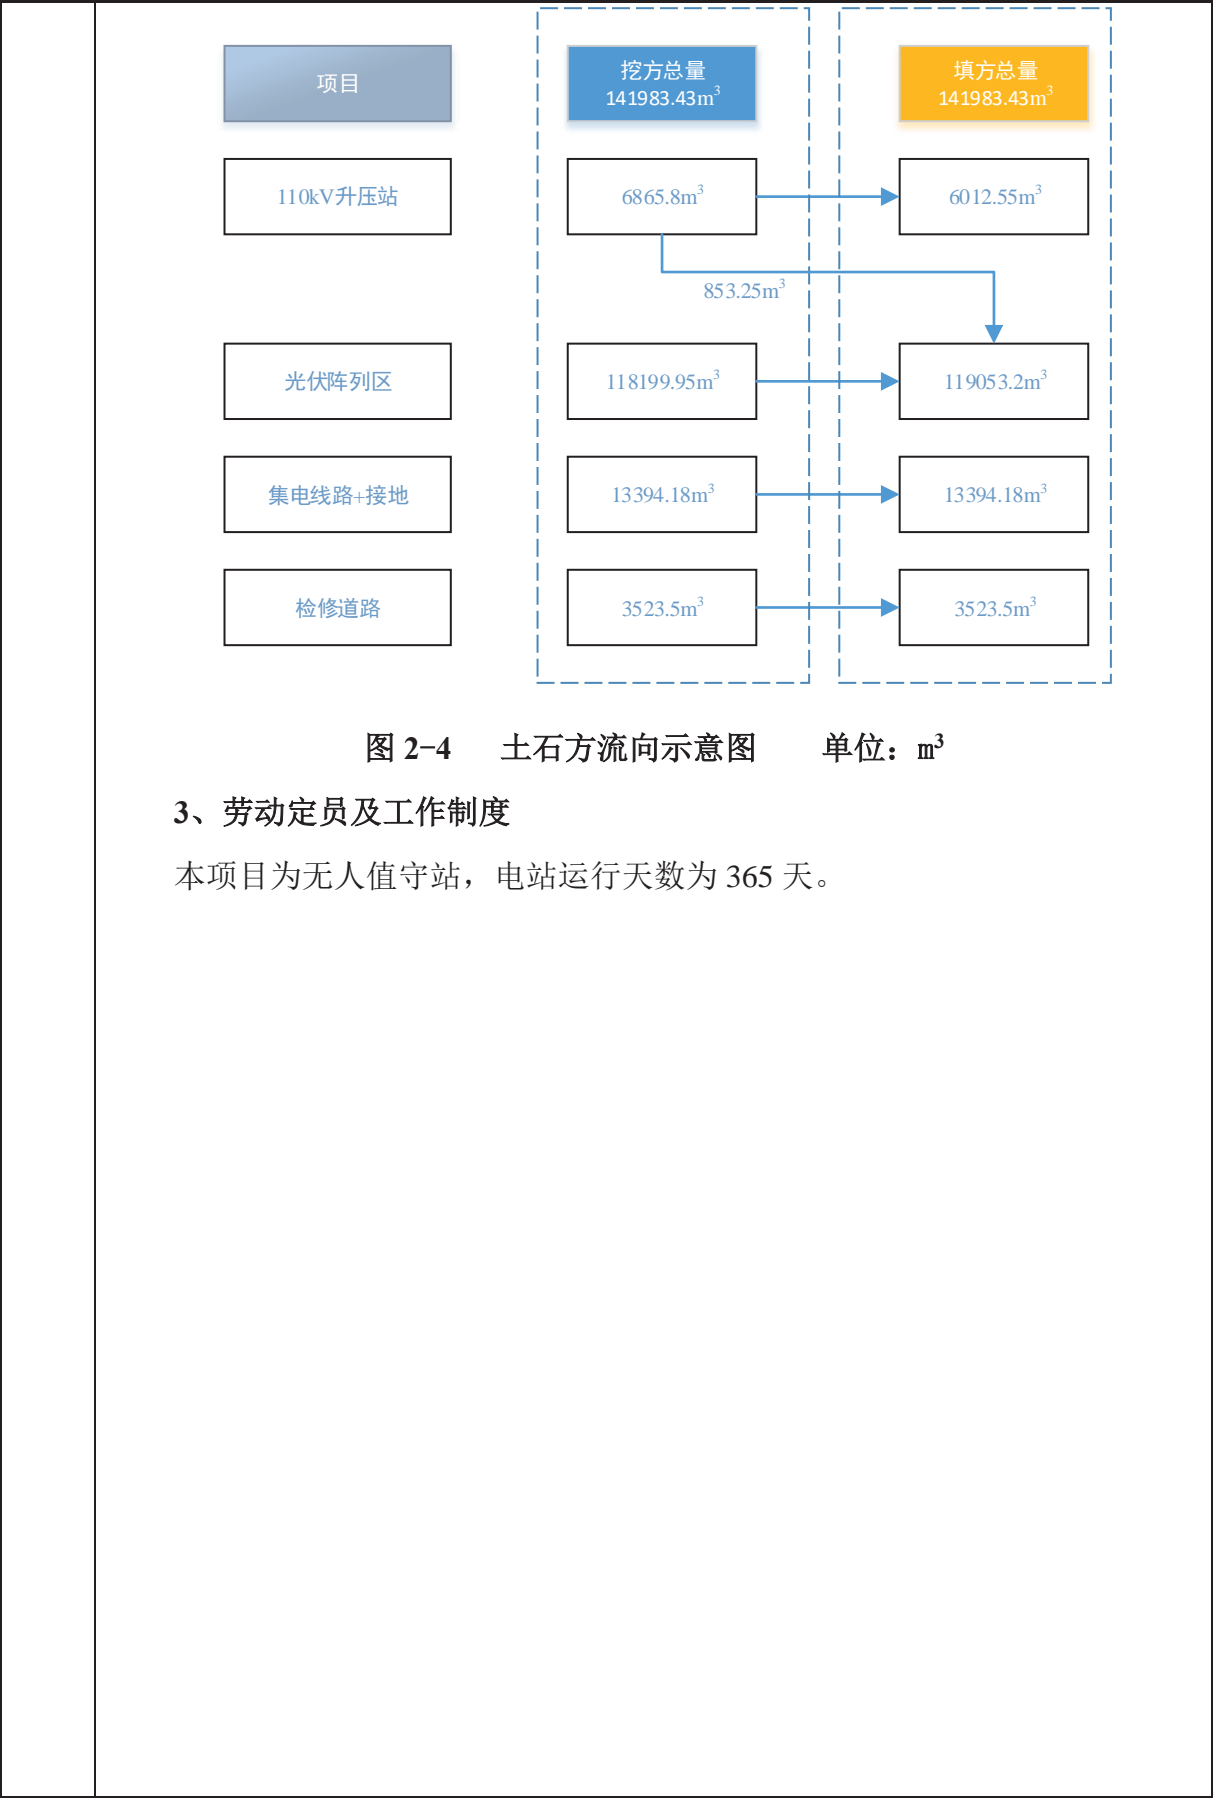 项目
挖方总量
141983.43m³
填方总量
141983.43m³
110kV升压站
6865.8m³
6012.55m³
853.25m³
光伏阵列区
118199.95m³
119053.2m³
集电线路+接地
13394.18m³
13394.18m³
检修道路
3523.5m³
3523.5m³
图 2-4 土石方流向示意图 单位：m³
3、劳动定员及工作制度
本项目为无人值守站，电站运行天数为 365 天。